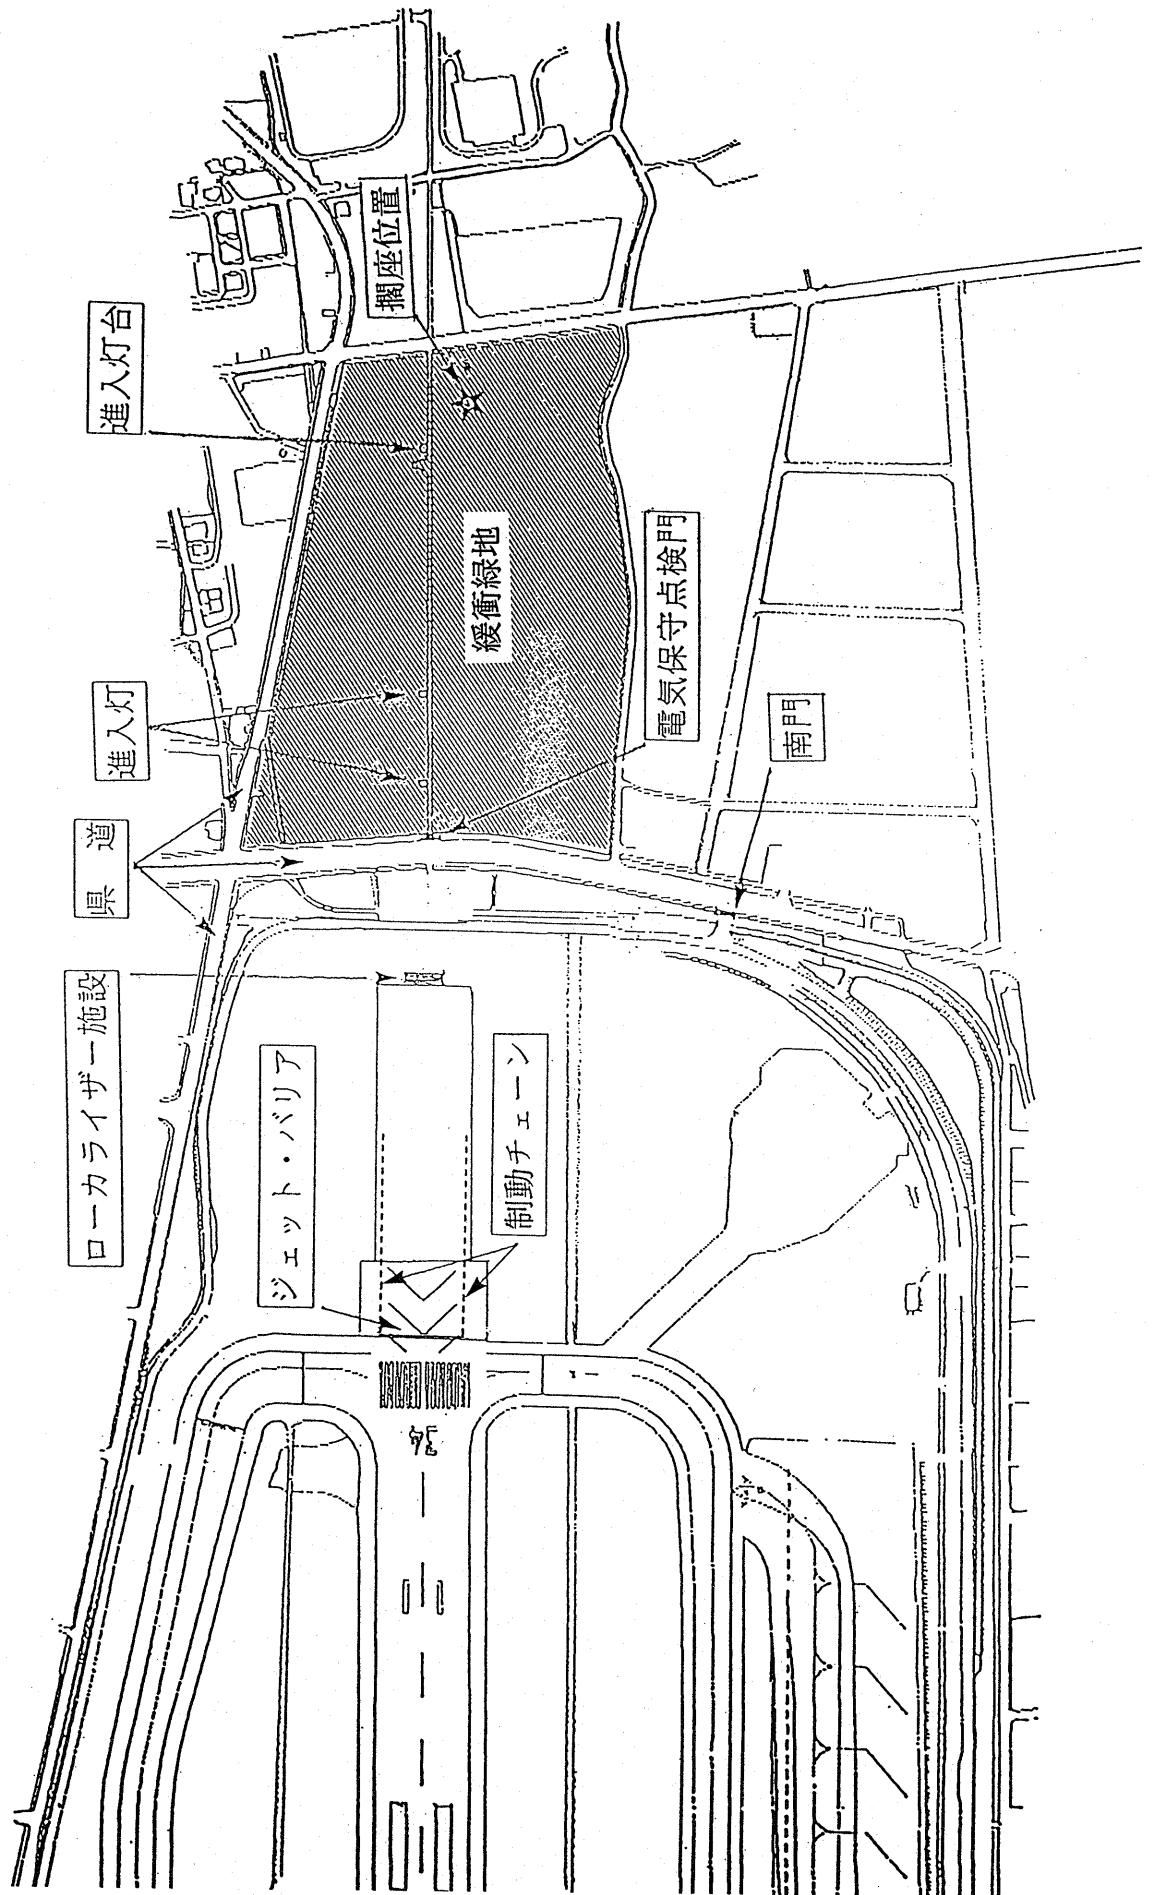 擱座位置
進入灯台
緩衝緑地
電気保守点検門
進入灯
南門
県 道
ローカライザー施設
ジェット・バリア
制動チェーン
34